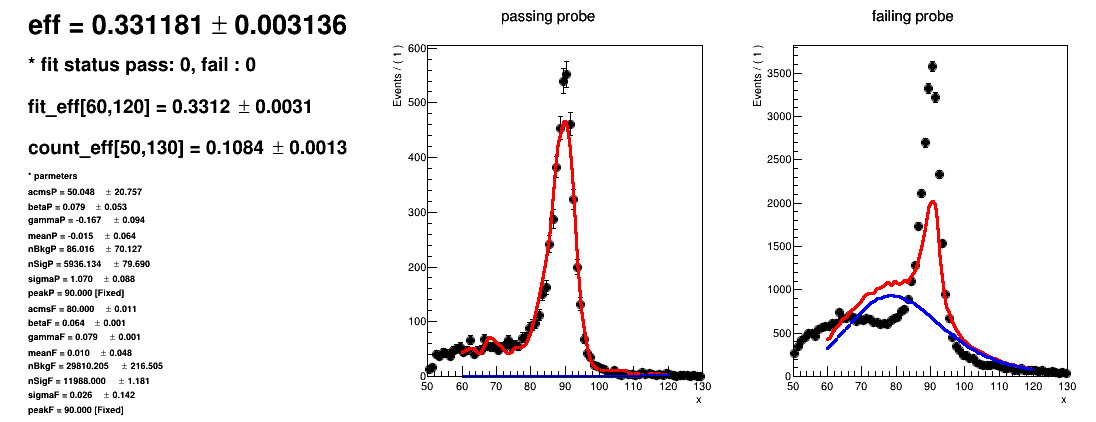 eff = 0.331181 ± 0.003136
* fit status pass: 0, fail : 0
fit_eff[60,120] = 0.3312 ± 0.0031
count_eff[50,130] = 0.1084 ± 0.0013
* parmeters
acmsP = 50.048 ± 20.757
betaP = 0.079 ± 0.053
gammaP = -0.167 ± 0.094
meanP = -0.015 ± 0.064
nBkgP = 86.016 ± 70.127
nSigP = 5936.134 ± 79.690
sigmaP = 1.070 ± 0.088
peakP = 90.000 [Fixed]
acmsF = 80.000 ± 0.011
betaF = 0.064 ± 0.001
gammaF = 0.079 ± 0.001
meanF = 0.010 ± 0.048
nBkgF = 29810.205 ± 216.505
nSigF = 11988.000 ± 1.181
sigmaF = 0.026 ± 0.142
peakF = 90.000 [Fixed]
passing probe
Events / ( 1 )
600
500
400
300
200
100
0
50 60 70 80 90 100 110 120 130
x
failing probe
Events / ( 1 )
3500
3000
2500
2000
1500
1000
500
0
50 60 70 80 90 100 110 120 130
x